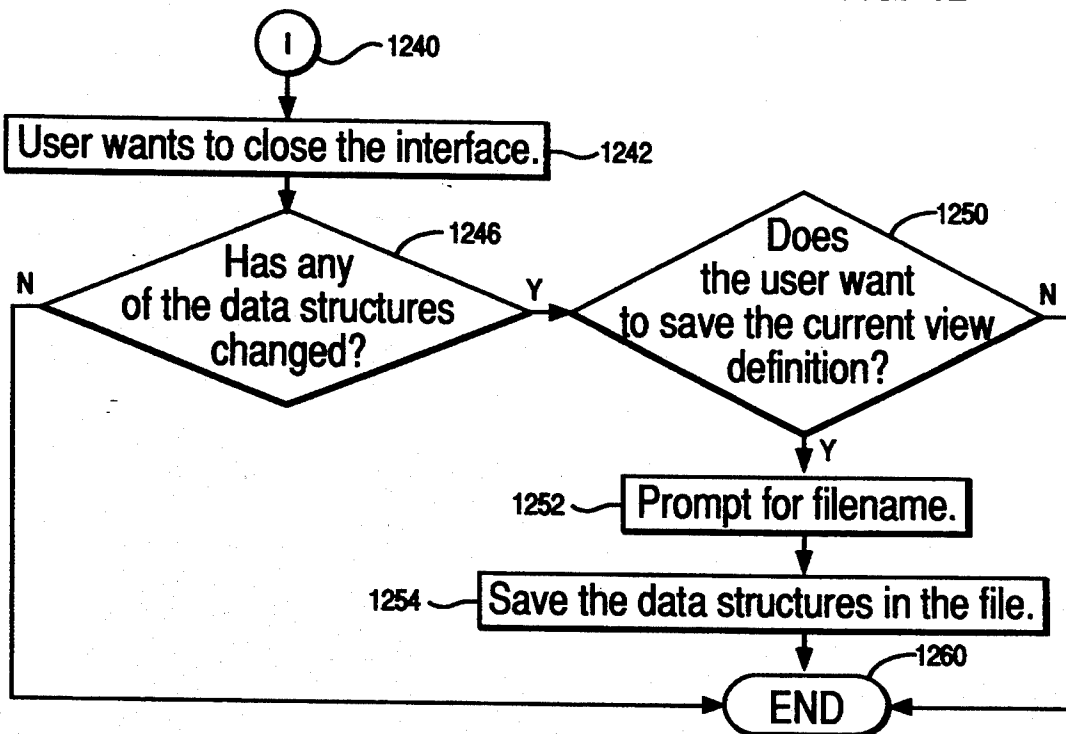 I
1240
User wants to close the interface.
1242
1246
Has any
of the data structures
changed?
N
Y
1250
Does
the user want
to save the current view
definition?
N
Y
1252
Prompt for filename.
1254
Save the data structures in the file.
1260
END